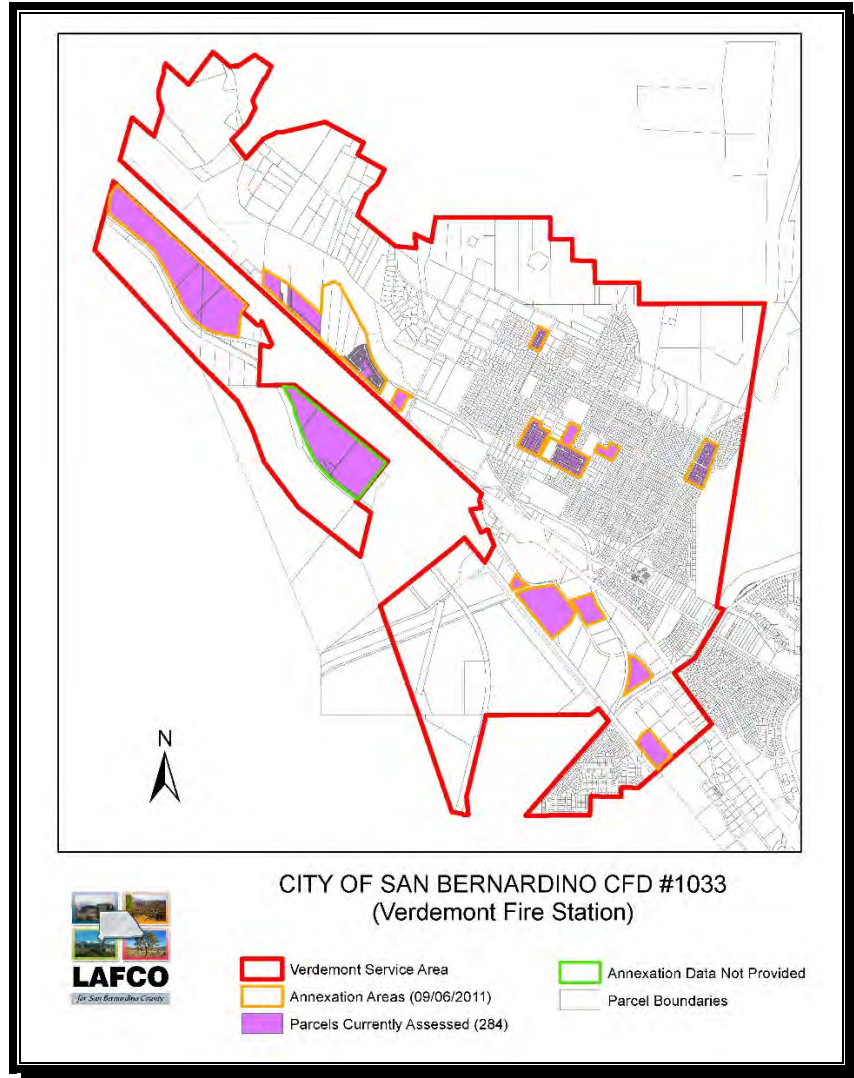 N
CITY OF SAN BERNARDINO CFD #1033
(Verdemont Fire Station)
LAFCO
for San Bernardino County
Verdemont Service Area
Annexation Areas (09/06/2011)
Parcels Currently Assessed (284)
Annexation Data Not Provided
Parcel Boundaries